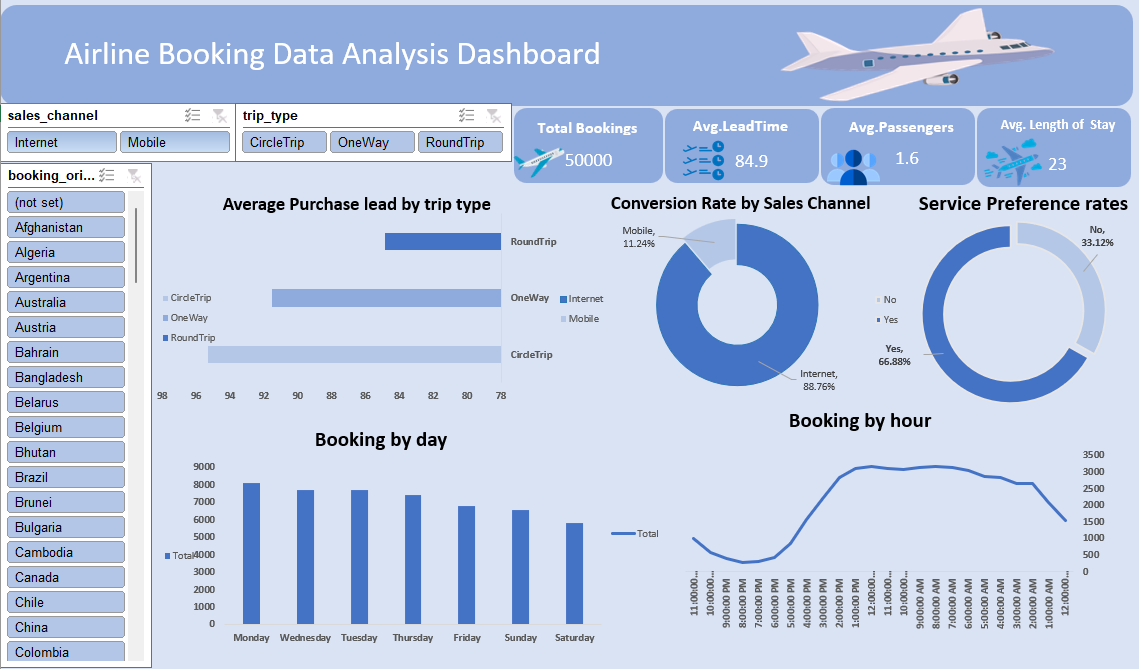 Airline Booking Data Analysis Dashboard
sales_channel
Internet
Mobile
trip_type
CircleTrip
OneWay
RoundTrip
Total Bookings
50000
Avg.LeadTime
84.9
Avg.Passengers
1.6
Avg. Length of Stay
23
booking_ori...
(not set)
Afghanistan
Algeria
Argentina
Australia
Austria
Bahrain
Bangladesh
Belarus
Belgium
Bhutan
Brazil
Brunei
Bulgaria
Cambodia
Canada
Chile
China
Colombia
Average Purchase lead by trip type
RoundTrip
OneWay
CircleTrip
CircleTrip
OneWay
RoundTrip
98 96 94 92 90 88 86 84 82 80 78
Conversion Rate by Sales Channel
Mobile,
11.24%
Internet
Mobile
Internet,
88.76%
Service Preference rates
No,
33.12%
No
Yes
Yes,
66.88%
Booking by day
9000
8000
7000
6000
5000
4000
3000
2000
1000
0
Total
Monday Wednesday Tuesday Thursday Friday Sunday Saturday
Booking by hour
Total
3500
3000
2500
2000
1500
1000
500
0
11:00:00...
10:00:00...
9:00:00 PM
8:00:00 PM
7:00:00 PM
6:00:00 PM
5:00:00 PM
4:00:00 PM
3:00:00 PM
2:00:00 PM
1:00:00 PM
12:00:00...
11:00:00...
10:00:00...
9:00:00 AM
8:00:00 AM
7:00:00 AM
6:00:00 AM
5:00:00 AM
4:00:00 AM
3:00:00 AM
2:00:00 AM
1:00:00 AM
12:00:00...